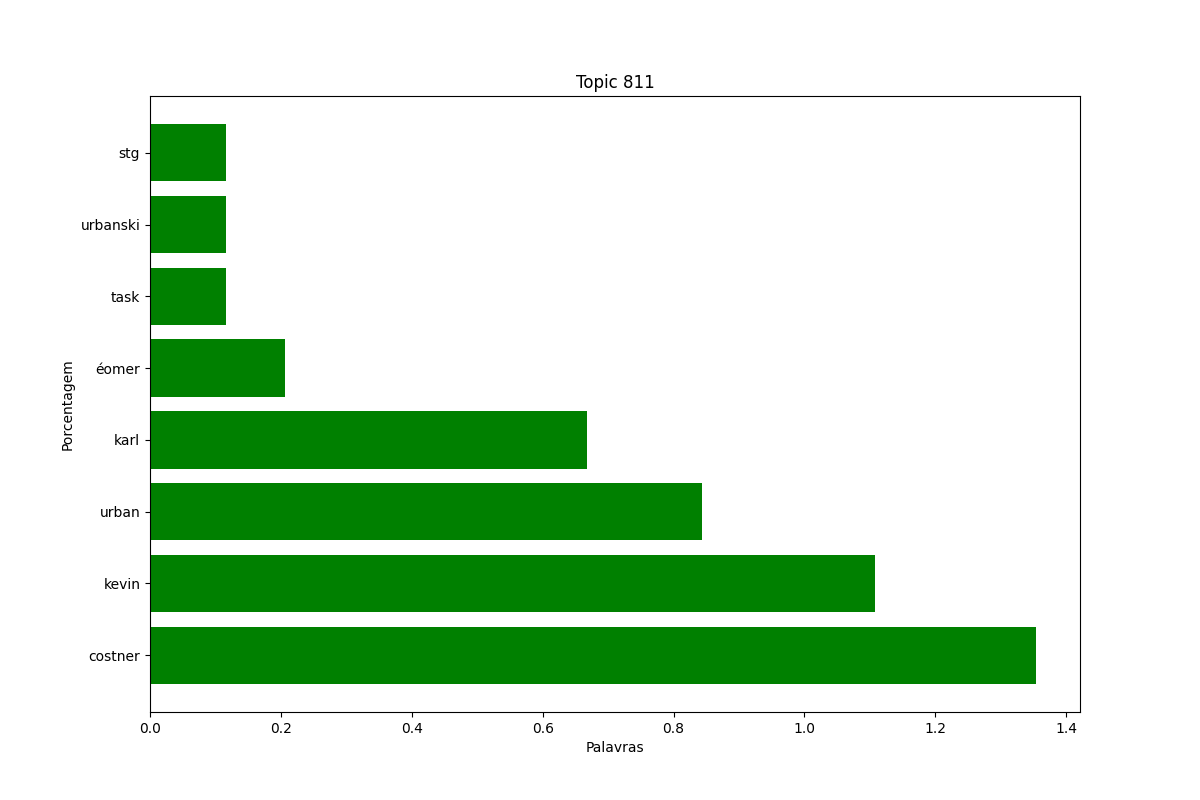 Topic 811
stg
urbanski
task
éomer
karl
urban
kevin
costner
Porcentagem
0.0 0.2 0.4 0.6 0.8 1.0 1.2 1.4
Palavras